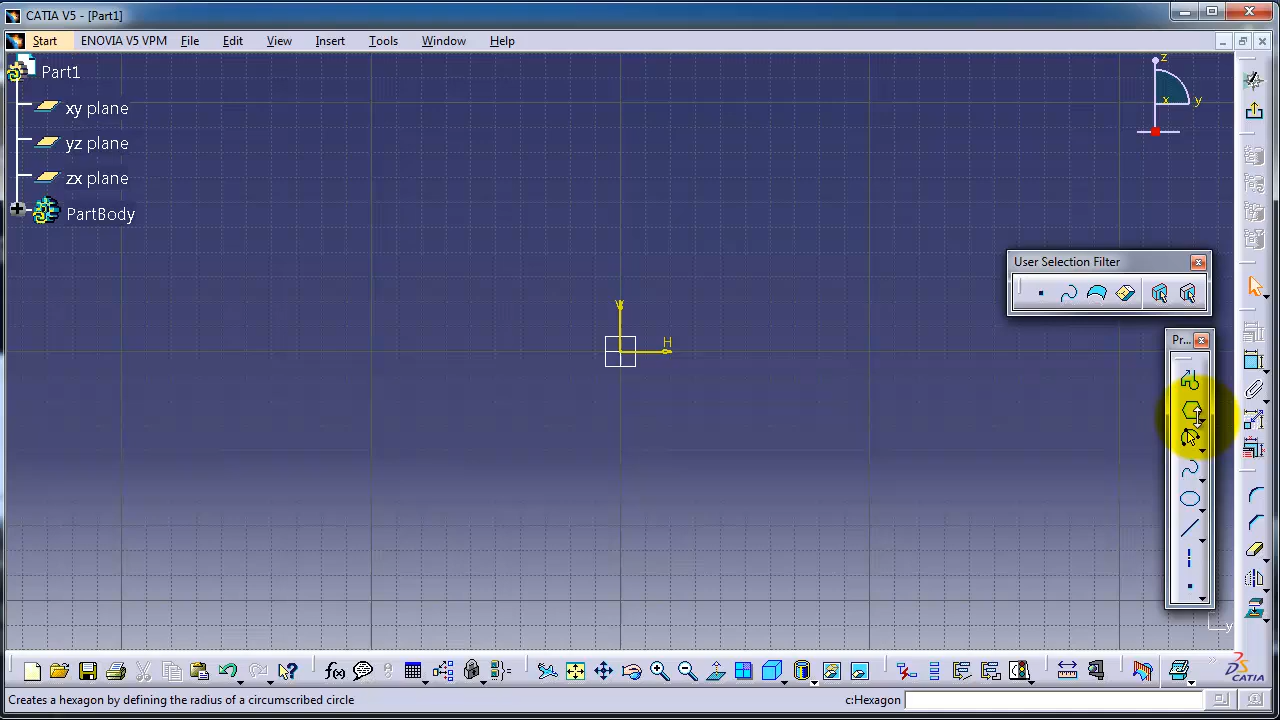 CATIA V5 - [Part1]
Start ENOVIA V5 VPM File Edit View Insert Tools Window Help
Part1
xy plane
yz plane
zx plane
PartBody
z
x
y
V
H
User Selection Filter
Pr...
y
f(x)
CATIA
Creates a hexagon by defining the radius of a circumscribed circle
c:Hexagon